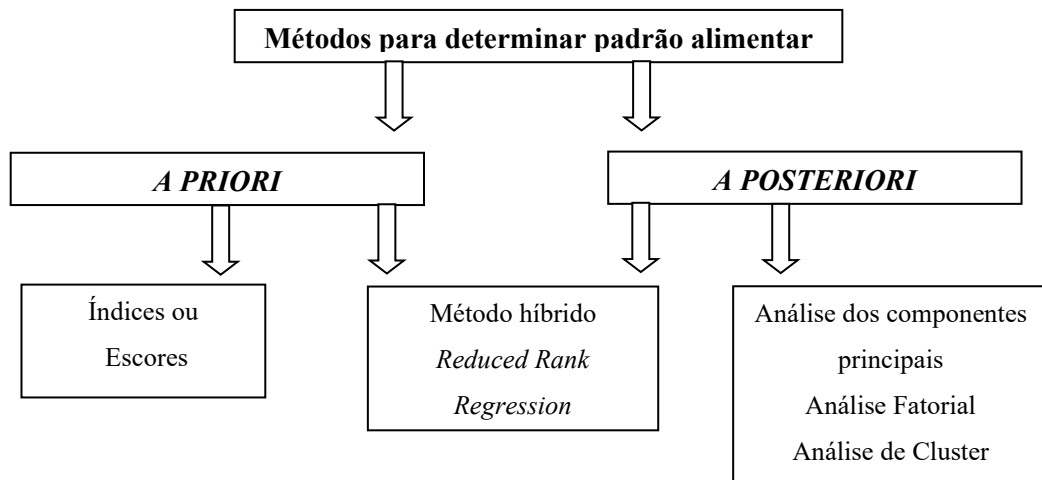 Métodos para determinar padrão alimentar
A PRIORI
A POSTERIORI
Índices ou
Escores
Método híbrido
Reduced Rank
Regression
Análise dos componentes
principais
Análise Fatorial
Análise de Cluster